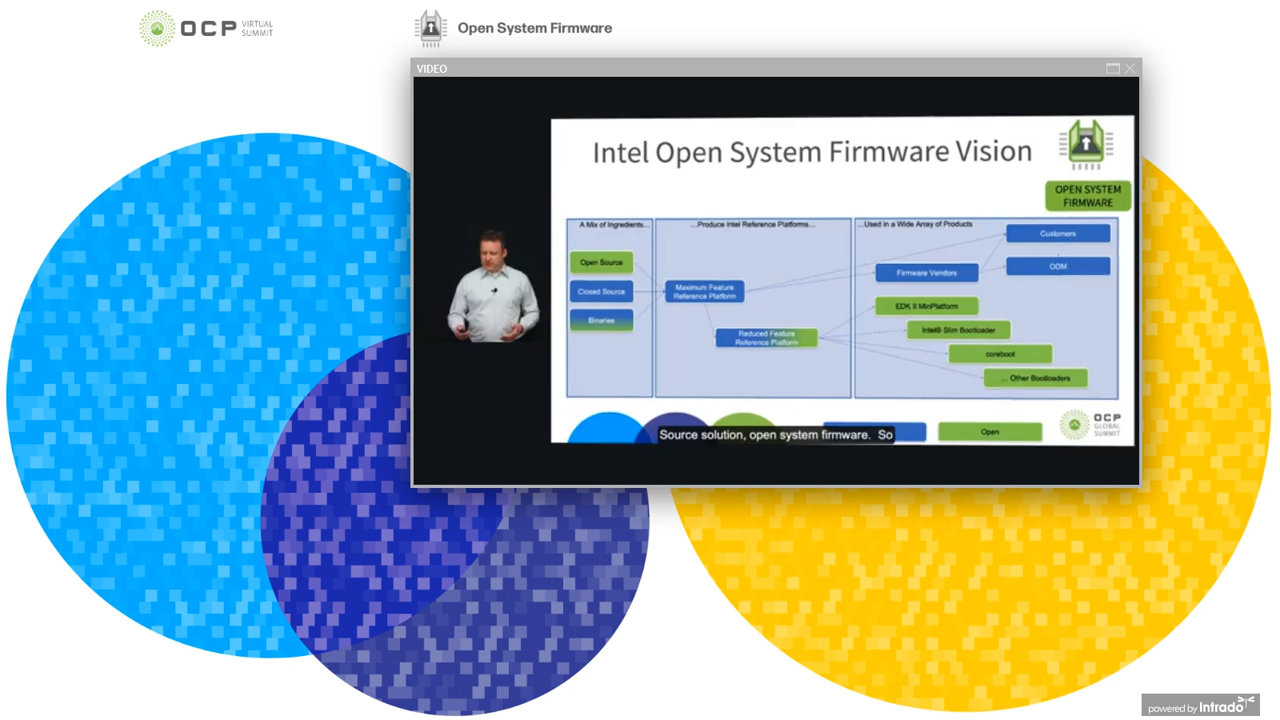 OCP VIRTUAL
SUMMIT
Open System Firmware
VIDEO
Intel Open System Firmware Vision
OPEN SYSTEM
FIRMWARE
A Mix of Ingredients...
...Produce Intel Reference Platforms...
...Used in a Wide Array of Products
Customers
Open Source
Firmware Vendors
ODM
Closed Source
Maximum Feature
Reference Platform
EDK II MinPlatform
Binaries
Intel® Slim Bootloader
Reduced Feature
Reference Platform
coreboot
... Other Bootloaders
Source solution, open system firmware. So
Open
OCP
GLOBAL
SUMMIT
powered by Intrado